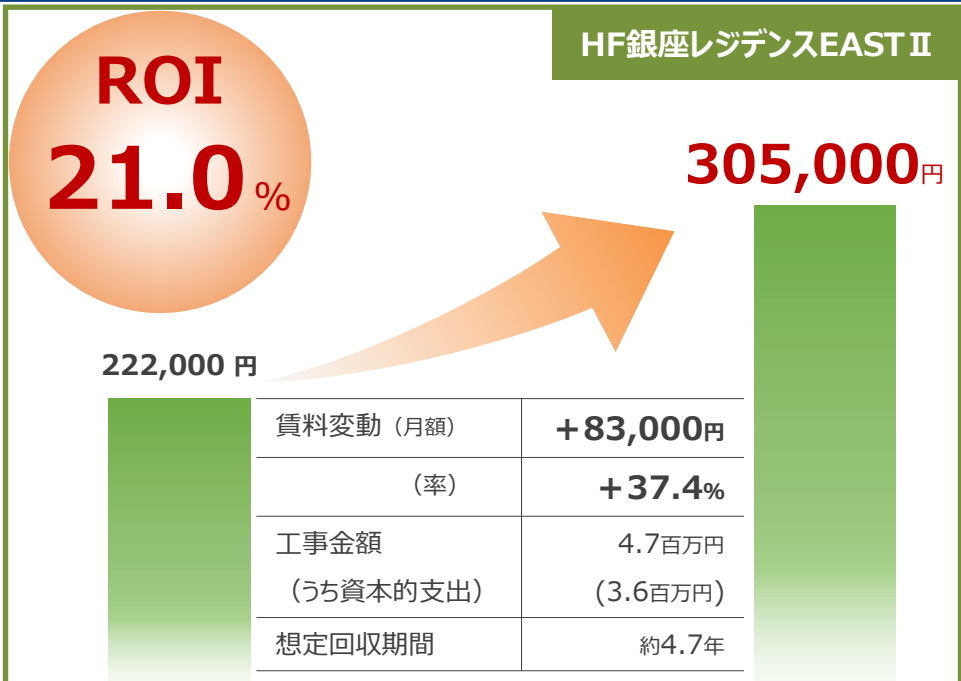 HF銀座レジデンスEASTⅡ
ROI
21.0%
305,000円
222,000 円
賃料変動(月額) +83,000円
(率) +37.4%
工事金額 4.7百万円
(うち資本的支出) (3.6百万円)
想定回収期間 約4.7年